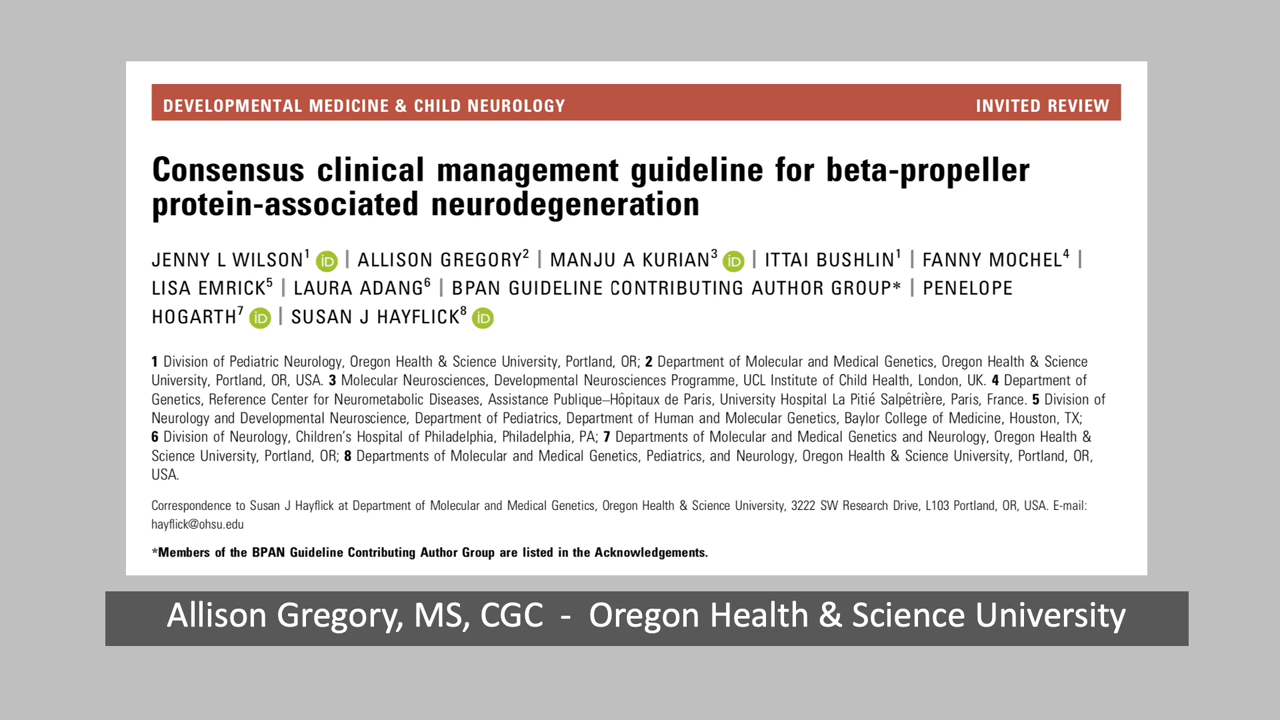 DEVELOPMENTAL MEDICINE & CHILD NEUROLOGY INVITED REVIEW
Consensus clinical management guideline for beta-propeller
protein-associated neurodegeneration
JENNY L WILSON1 iD | ALLISON GREGORY2 | MANJU A KURIAN3 iD | ITTAI BUSHLIN1 | FANNY MOCHEL4 |
LISA EMRICK5 | LAURA ADANG6 | BPAN GUIDELINE CONTRIBUTING AUTHOR GROUP* | PENELOPE
HOGARTH7 iD | SUSAN J HAYFLICK8 iD
1 Division of Pediatric Neurology, Oregon Health & Science University, Portland, OR; 2 Department of Molecular and Medical Genetics, Oregon Health & Science
University, Portland, OR, USA. 3 Molecular Neurosciences, Developmental Neurosciences Programme, UCL Institute of Child Health, London, UK. 4 Department of
Genetics, Reference Center for Neurometabolic Diseases, Assistance Publique–Hôpitaux de Paris, University Hospital La Pitié Salpêtrière, Paris, France. 5 Division of
Neurology and Developmental Neuroscience, Department of Pediatrics, Department of Human and Molecular Genetics, Baylor College of Medicine, Houston, TX;
6 Division of Neurology, Children's Hospital of Philadelphia, Philadelphia, PA; 7 Departments of Molecular and Medical Genetics and Neurology, Oregon Health &
Science University, Portland, OR; 8 Departments of Molecular and Medical Genetics, Pediatrics, and Neurology, Oregon Health & Science University, Portland, OR,
USA.
Correspondence to Susan J Hayflick at Department of Molecular and Medical Genetics, Oregon Health & Science University, 3222 SW Research Drive, L103 Portland, OR, USA. E-mail:
hayflick@ohsu.edu
*Members of the BPAN Guideline Contributing Author Group are listed in the Acknowledgements.
Allison Gregory, MS, CGC - Oregon Health & Science University